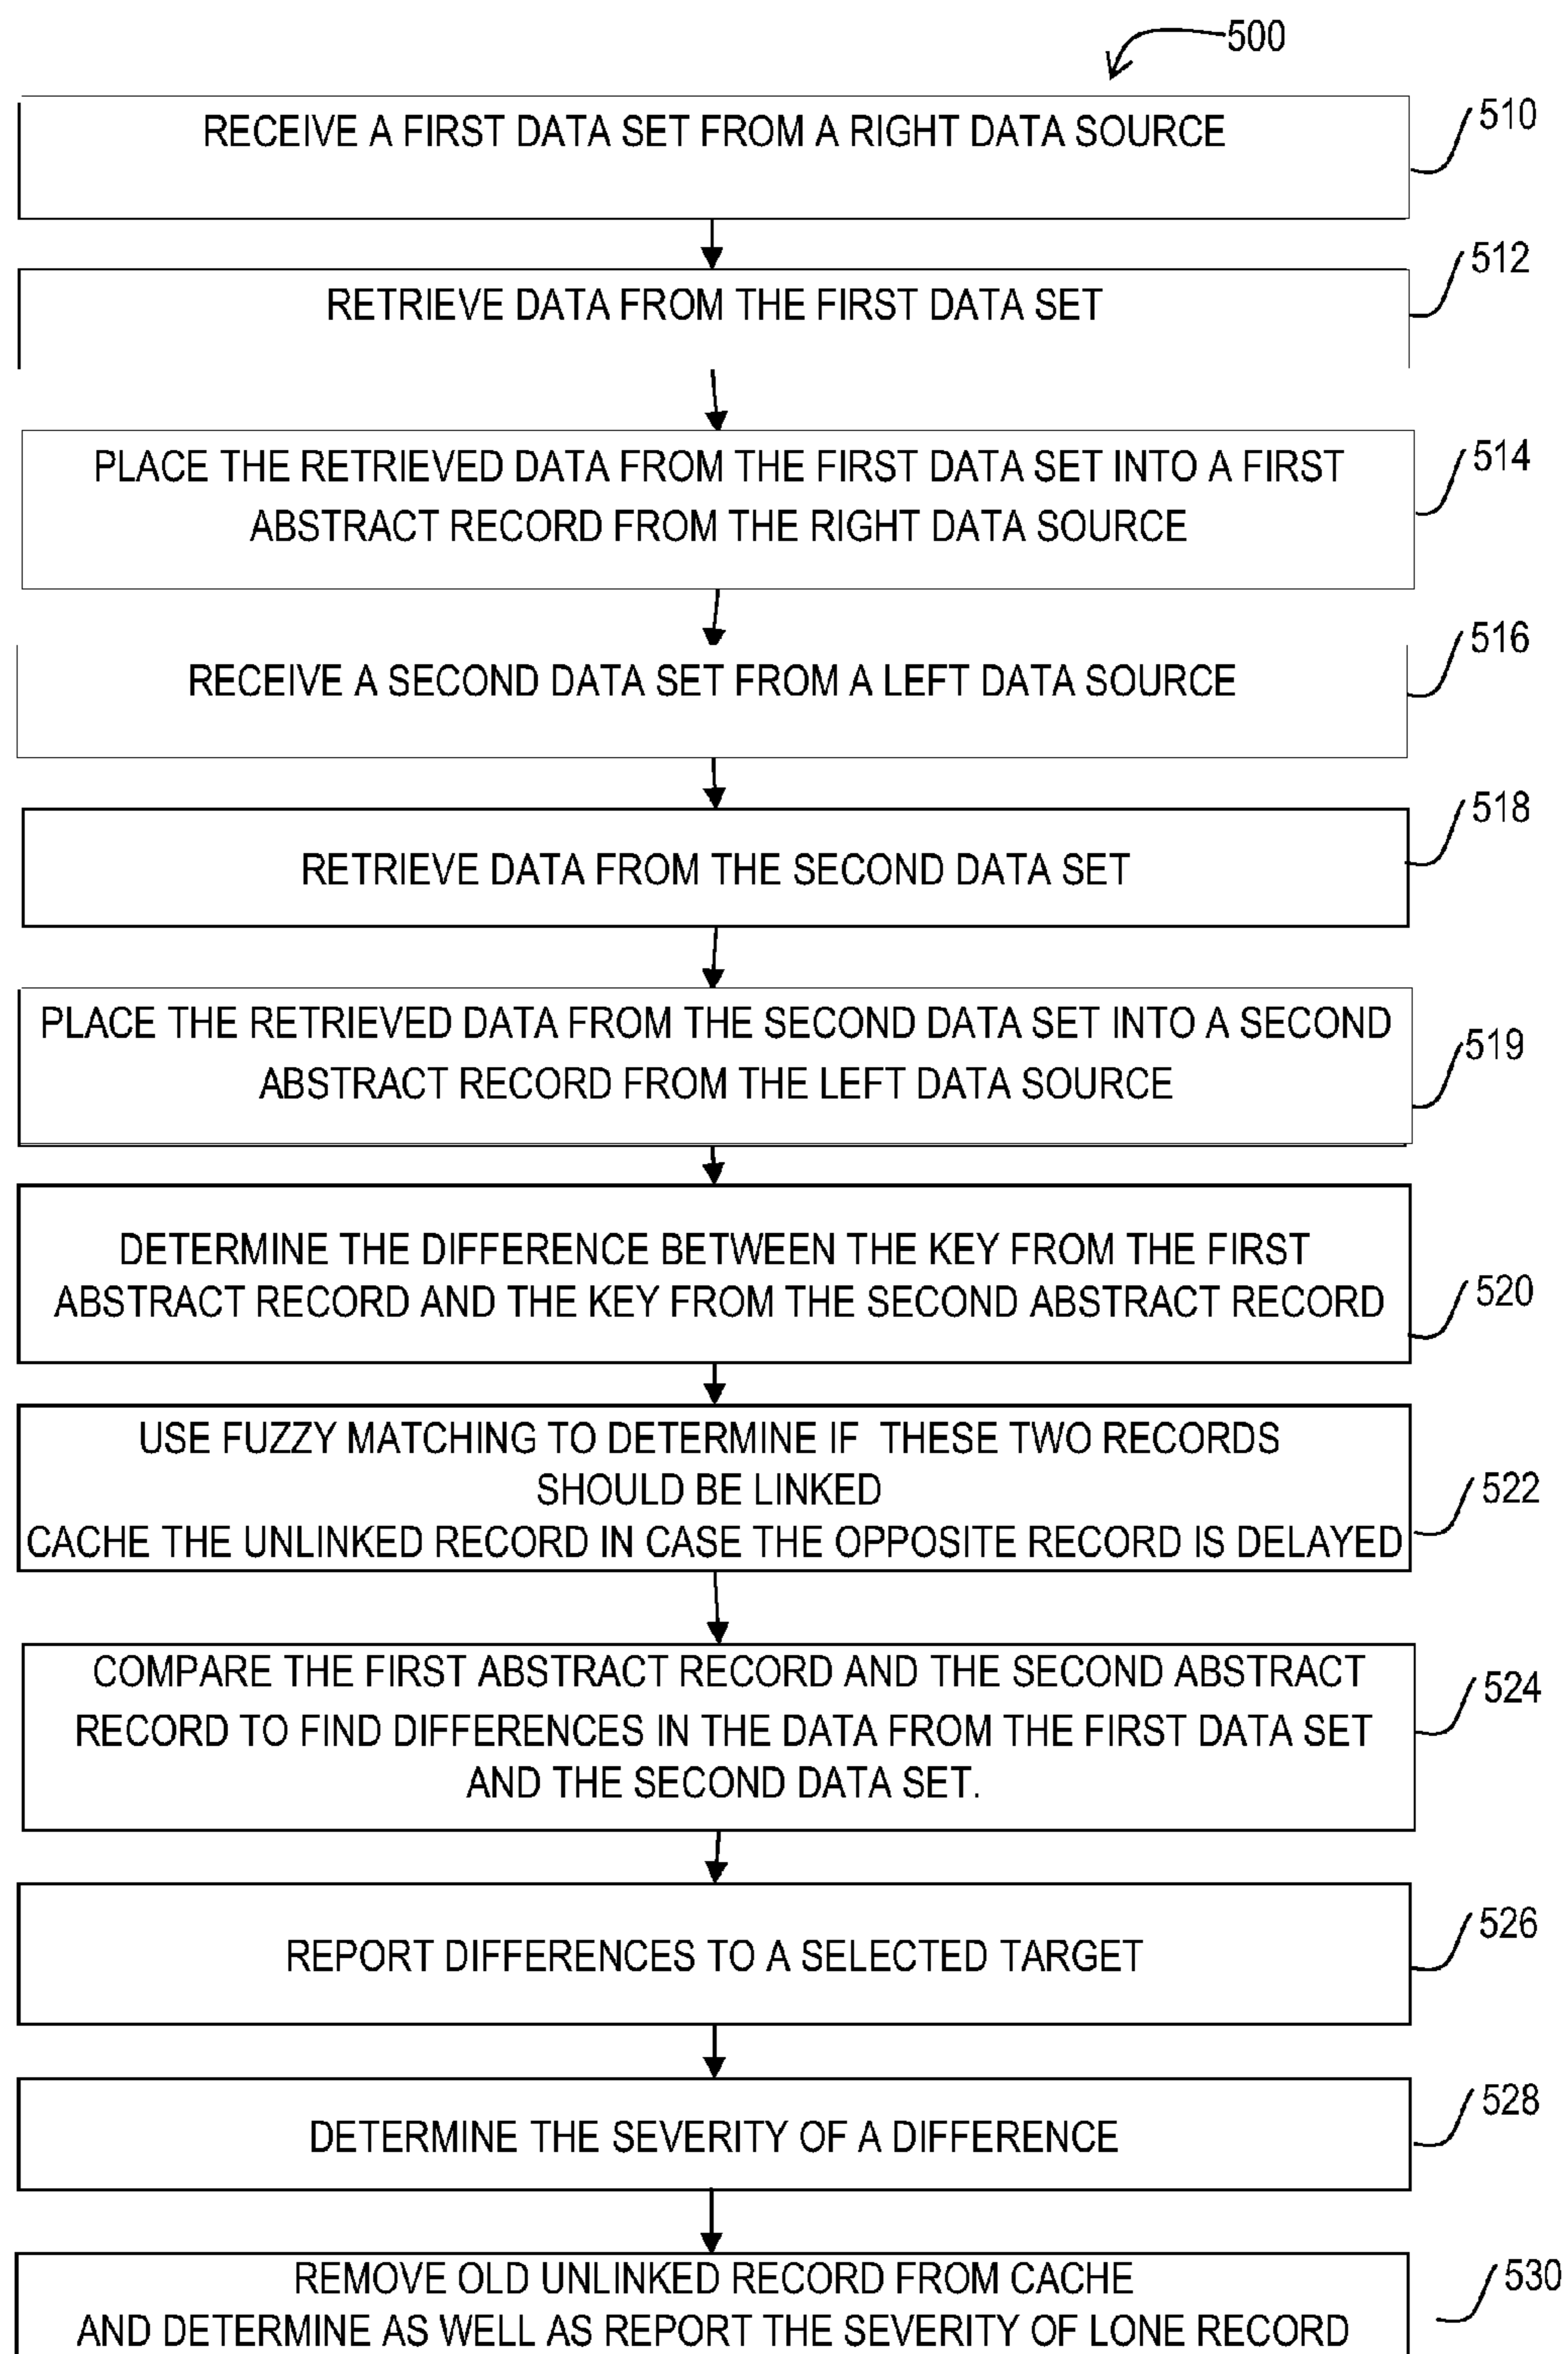 500
RECEIVE A FIRST DATA SET FROM A RIGHT DATA SOURCE
510
RETRIEVE DATA FROM THE FIRST DATA SET
512
PLACE THE RETRIEVED DATA FROM THE FIRST DATA SET INTO A FIRST
ABSTRACT RECORD FROM THE RIGHT DATA SOURCE
514
RECEIVE A SECOND DATA SET FROM A LEFT DATA SOURCE
516
RETRIEVE DATA FROM THE SECOND DATA SET
518
PLACE THE RETRIEVED DATA FROM THE SECOND DATA SET INTO A SECOND
ABSTRACT RECORD FROM THE LEFT DATA SOURCE
519
DETERMINE THE DIFFERENCE BETWEEN THE KEY FROM THE FIRST
ABSTRACT RECORD AND THE KEY FROM THE SECOND ABSTRACT RECORD
520
USE FUZZY MATCHING TO DETERMINE IF THESE TWO RECORDS
SHOULD BE LINKED
CACHE THE UNLINKED RECORD IN CASE THE OPPOSITE RECORD IS DELAYED
522
COMPARE THE FIRST ABSTRACT RECORD AND THE SECOND ABSTRACT
RECORD TO FIND DIFFERENCES IN THE DATA FROM THE FIRST DATA SET
AND THE SECOND DATA SET.
524
REPORT DIFFERENCES TO A SELECTED TARGET
526
DETERMINE THE SEVERITY OF A DIFFERENCE
528
REMOVE OLD UNLINKED RECORD FROM CACHE
AND DETERMINE AS WELL AS REPORT THE SEVERITY OF LONE RECORD
530